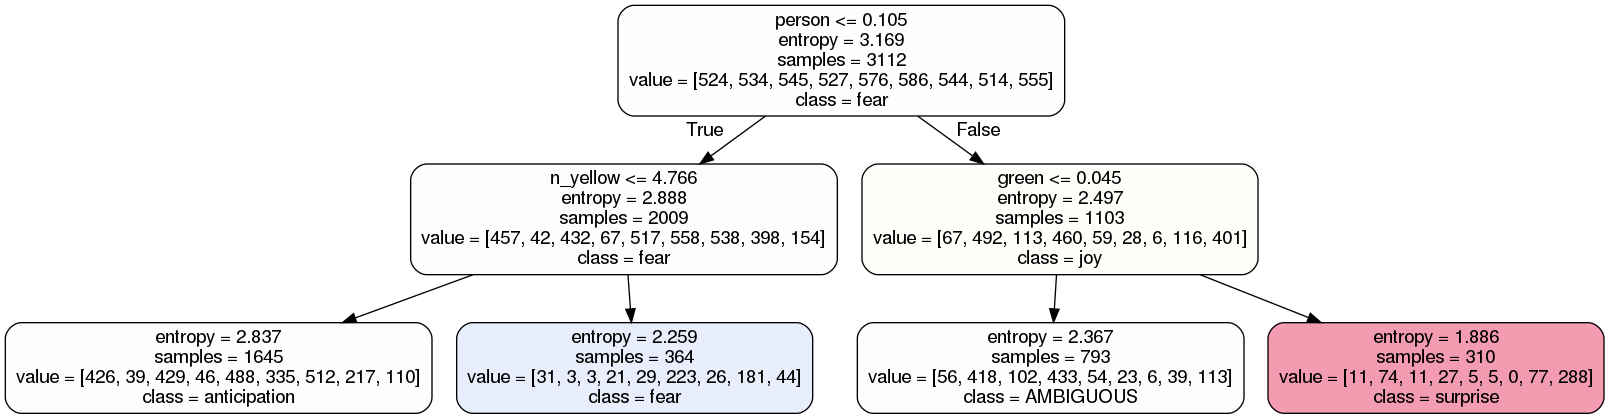 person <= 0.105
entropy = 3.169
samples = 3112
value = [524, 534, 545, 527, 576, 586, 544, 514, 555]
class = fear
True
False
n_yellow <= 4.766
entropy = 2.888
samples = 2009
value = [457, 42, 432, 67, 517, 558, 538, 398, 154]
class = fear
green <= 0.045
entropy = 2.497
samples = 1103
value = [67, 492, 113, 460, 59, 28, 6, 116, 401]
class = joy
entropy = 2.837
samples = 1645
value = [426, 39, 429, 46, 488, 335, 512, 217, 110]
class = anticipation
entropy = 2.259
samples = 364
value = [31, 3, 3, 21, 29, 223, 26, 181, 44]
class = fear
entropy = 2.367
samples = 793
value = [56, 418, 102, 433, 54, 23, 6, 39, 113]
class = AMBIGUOUS
entropy = 1.886
samples = 310
value = [11, 74, 11, 27, 5, 5, 0, 77, 288]
class = surprise